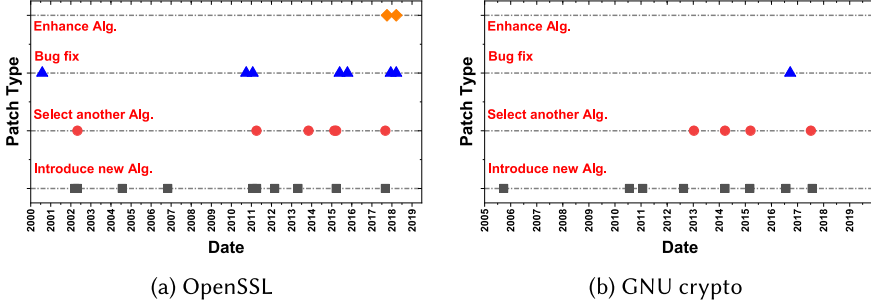 Enhance Alg.
Bug fix
Select another Alg.
Introduce new Alg.
Patch Type
2000 2001 2002 2003 2004 2005 2006 2007 2008 2009 2010 2011 2012 2013 2014 2015 2016 2017 2018 2019
Date
(a) OpenSSL
Enhance Alg.
Bug fix
Select another Alg.
Introduce new Alg.
Patch Type
2005 2006 2007 2008 2009 2010 2011 2012 2013 2014 2015 2016 2017 2018 2019
Date
(b) GNU crypto